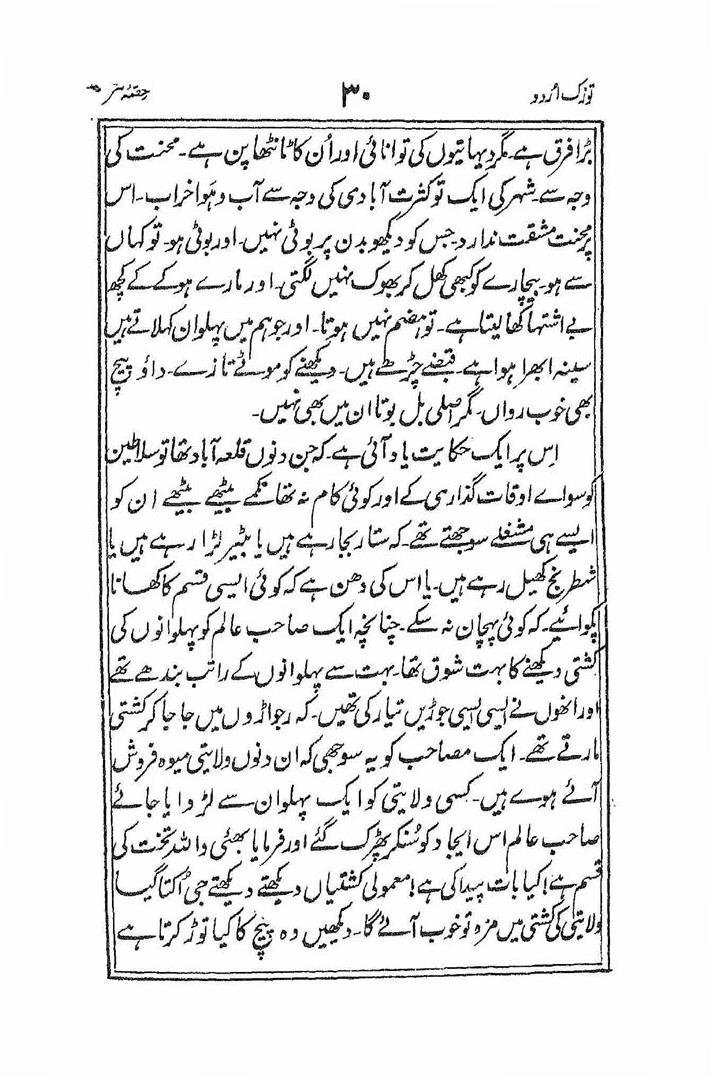 توزک اُردو ۳۰ حصّہ نثر
بڑا فرق ہے۔ مگر دیہاتیوں کی توانائی اور اُن کا ٹانٹھا پن ہے۔ محنت کی
وجہ سے۔ شہر کی ایک تو کثرت آبادی کی وجہ سے آب و ہَوا خراب۔ اس
پر محنت مشقت ندارد۔ جس کو دیکھو بدن پر بوٹی نہیں۔ اور بوٹی ہو۔ تو کہاں
سے ہو۔ بیچارے کو کبھی کھل کر بھوک نہیں لگتی۔ اور مارے ہوکے کے کچھ
بے اشتہا کھا لیتا ہے۔ تو ہضم نہیں ہوتا۔ اور جو ہم میں پہلوان کہلاتے ہیں
سینہ ابھرا ہوا ہے۔ قبضے چڑھے ہیں۔ دیکھنے کو موٹے تازے۔ داؤ پیچ
بھی خوب رواں۔ مگر اصلی بل بوتا ان میں بھی نہیں۔
اِس پر ایک حکایت یاد آئی ہے۔ کہ جن دنوں قلعہ آباد تھا تو سلاطین
کو سواے اوقات گذاری کے اور کوئی کام نہ تھا نکمے بیٹھے بیٹھے ان کو
ایسے ہی مشغلے سوجھتے تھے۔ کہ ستار بجا رہے ہیں یا بٹیر لڑا رہے ہیں یا
شطرنج کھیل رہے ہیں۔ یا اس کی دھن ہے کہ کوئی ایسی قسم کا کھانا
پکوائیے۔ کہ کوئی پہچان نہ سکے۔ چنانچہ ایک صاحب عالم کو پہلوانوں کی
کشتی دیکھنے کا بہت شوق تھا۔ بہت سے پہلوانوں کے راتب بندھے تھے
اور انھوں نے ایسی ایسی جوڑیں تیار کی تھیں۔ کہ رجواڑوں میں جا جا کر کشتی
مارتے تھے۔ ایک مصاحب کو یہ سوجھی کہ ان دنوں ولایتی میوہ فروش
آئے ہوے ہیں۔ کسی ولایتی کو ایک پہلوان سے لڑوایا جائے
صاحب عالم اس ایجاد کو سُنکر پھڑک گئے اور فرمایا بھئی واللہ تخت کی
قسم ہے! کیا بات پیدا کی ہے! معمولی کشتیاں دیکھتے دیکھتے جی اُکتا گیا
ولایتی کی کشتی میں مزہ تو خوب آئے گا۔ دیکھیں وہ پیچ کا کیا توڑ کرتا ہے